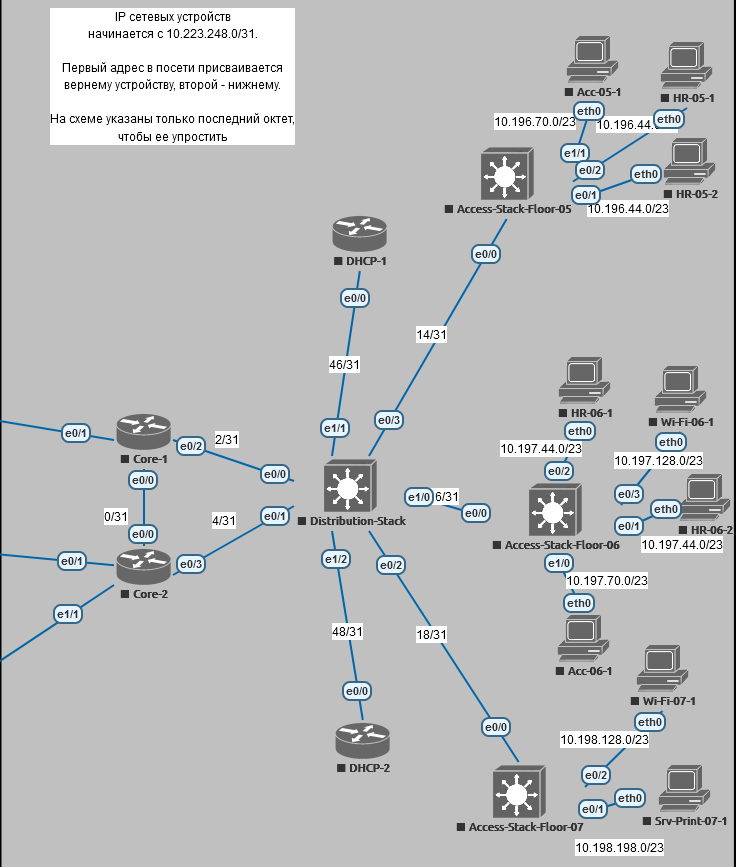 IP сетевых устройств
начинается с 10.223.248.0/31.
Первый адрес в посети присваивается
вернему устройству, второй - нижнему.
На схеме указаны только последний октет,
чтобы ее упростить
Acc-05-1
HR-05-1
eth0
eth0
10.196.70.0/23
10.196.44.
e1/1
e0/2
eth0
HR-05-2
e0/1
Access-Stack-Floor-05
10.196.44.0/23
DHCP-1
e0/0
e0/0
14/31
46/31
e0/3
e1/1
HR-06-1
Wi-Fi-06-1
eth0
eth0
10.197.44.0/23
10.197.128.0/23
e0/1
e0/2
2/31
Core-1
e0/0
e0/0
e0/2
e0/3
e1/0
6/31
e0/0
eth0
HR-06-2
0/31
4/31
e0/1
Distribution-Stack
e0/1
10.197.44.0/23
Access-Stack-Floor-06
e0/0
e0/1
e0/3
Core-2
e1/2
e0/2
e1/0
10.197.70.0/23
eth0
e1/1
48/31
18/31
Acc-06-1
e0/0
Wi-Fi-07-1
eth0
e0/0
10.198.128.0/23
DHCP-2
e0/2
eth0
e0/1
Srv-Print-07-1
Access-Stack-Floor-07
10.198.198.0/23